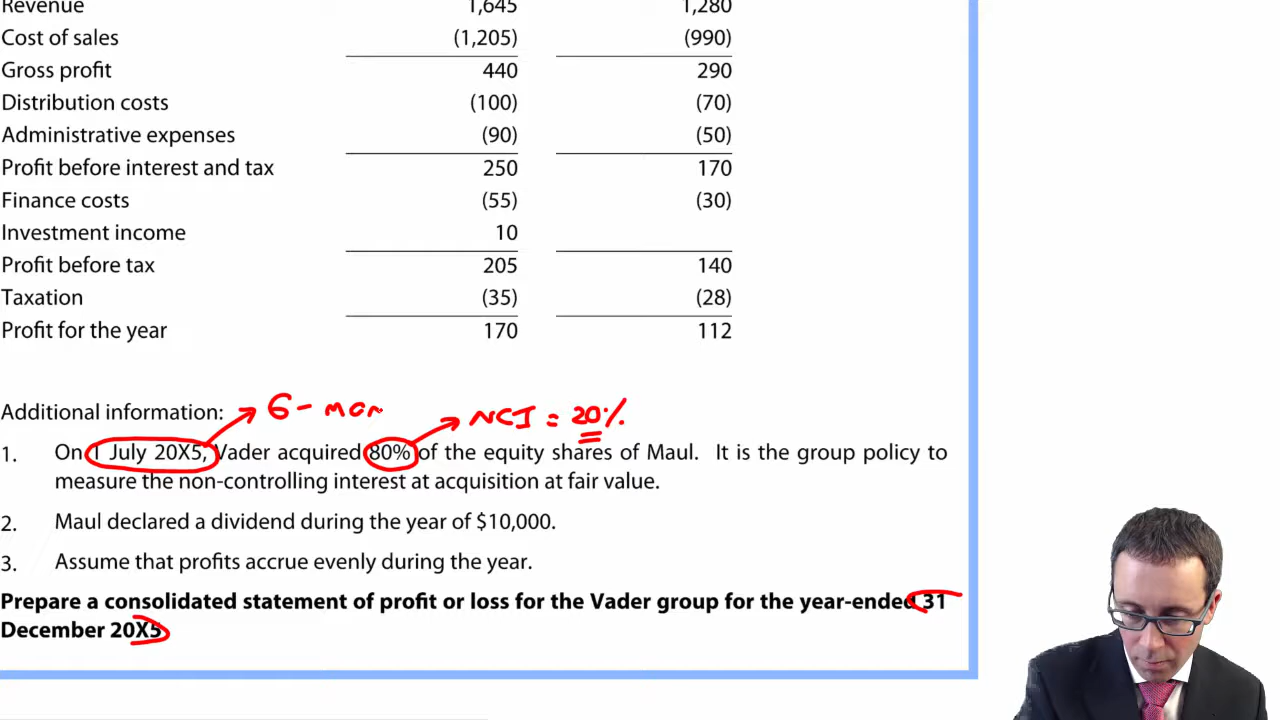 Revenue 1,645 1,280
Cost of sales (1,205) (990)
Gross profit 440 290
Distribution costs (100) (70)
Administrative expenses (90) (50)
Profit before interest and tax 250 170
Finance costs (55) (30)
Investment income 10
Profit before tax 205 140
Taxation (35) (28)
Profit for the year 170 112
Additional information: 6 - mon NCI = 20%
1. On 1 July 20X5, Vader acquired 80% of the equity shares of Maul. It is the group policy to
measure the non-controlling interest at acquisition at fair value.
2. Maul declared a dividend during the year of $10,000.
3. Assume that profits accrue evenly during the year.
Prepare a consolidated statement of profit or loss for the Vader group for the year-ended 31
December 20X5